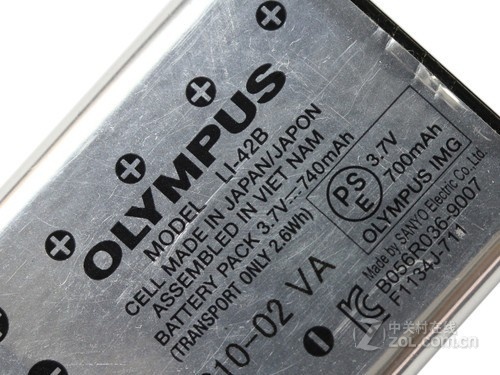 OLYMPUS
MODEL LI-42B
CELL MADE IN JAPAN/JAPON
ASSEMBLED IN VIET NAM
BATTERY PACK 3.7V⎓740mAh
(TRANSPORT ONLY 2.6Wh)
10-02 VA
PS
E
3.7V
700mAh
OLYMPUS IMG
Made by SANYO Electric Co., Ltd.
B056-R036-9007
F1134J-711
中关村在线
ZOL.com.cn